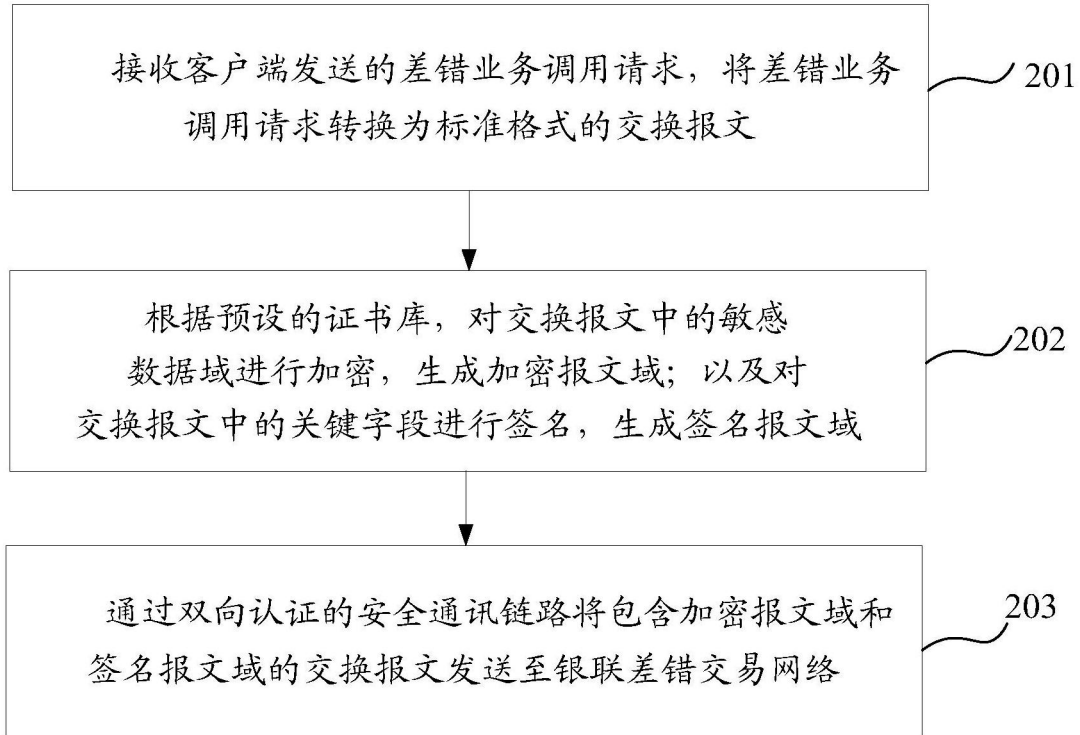 接收客户端发送的差错业务调用请求，将差错业务
调用请求转换为标准格式的交换报文
201
根据预设的证书库，对交换报文中的敏感
数据域进行加密，生成加密报文域；以及对
交换报文中的关键字段进行签名，生成签名报文域
202
通过双向认证的安全通讯链路将包含加密报文域和
签名报文域的交换报文发送至银联差错交易网络
203